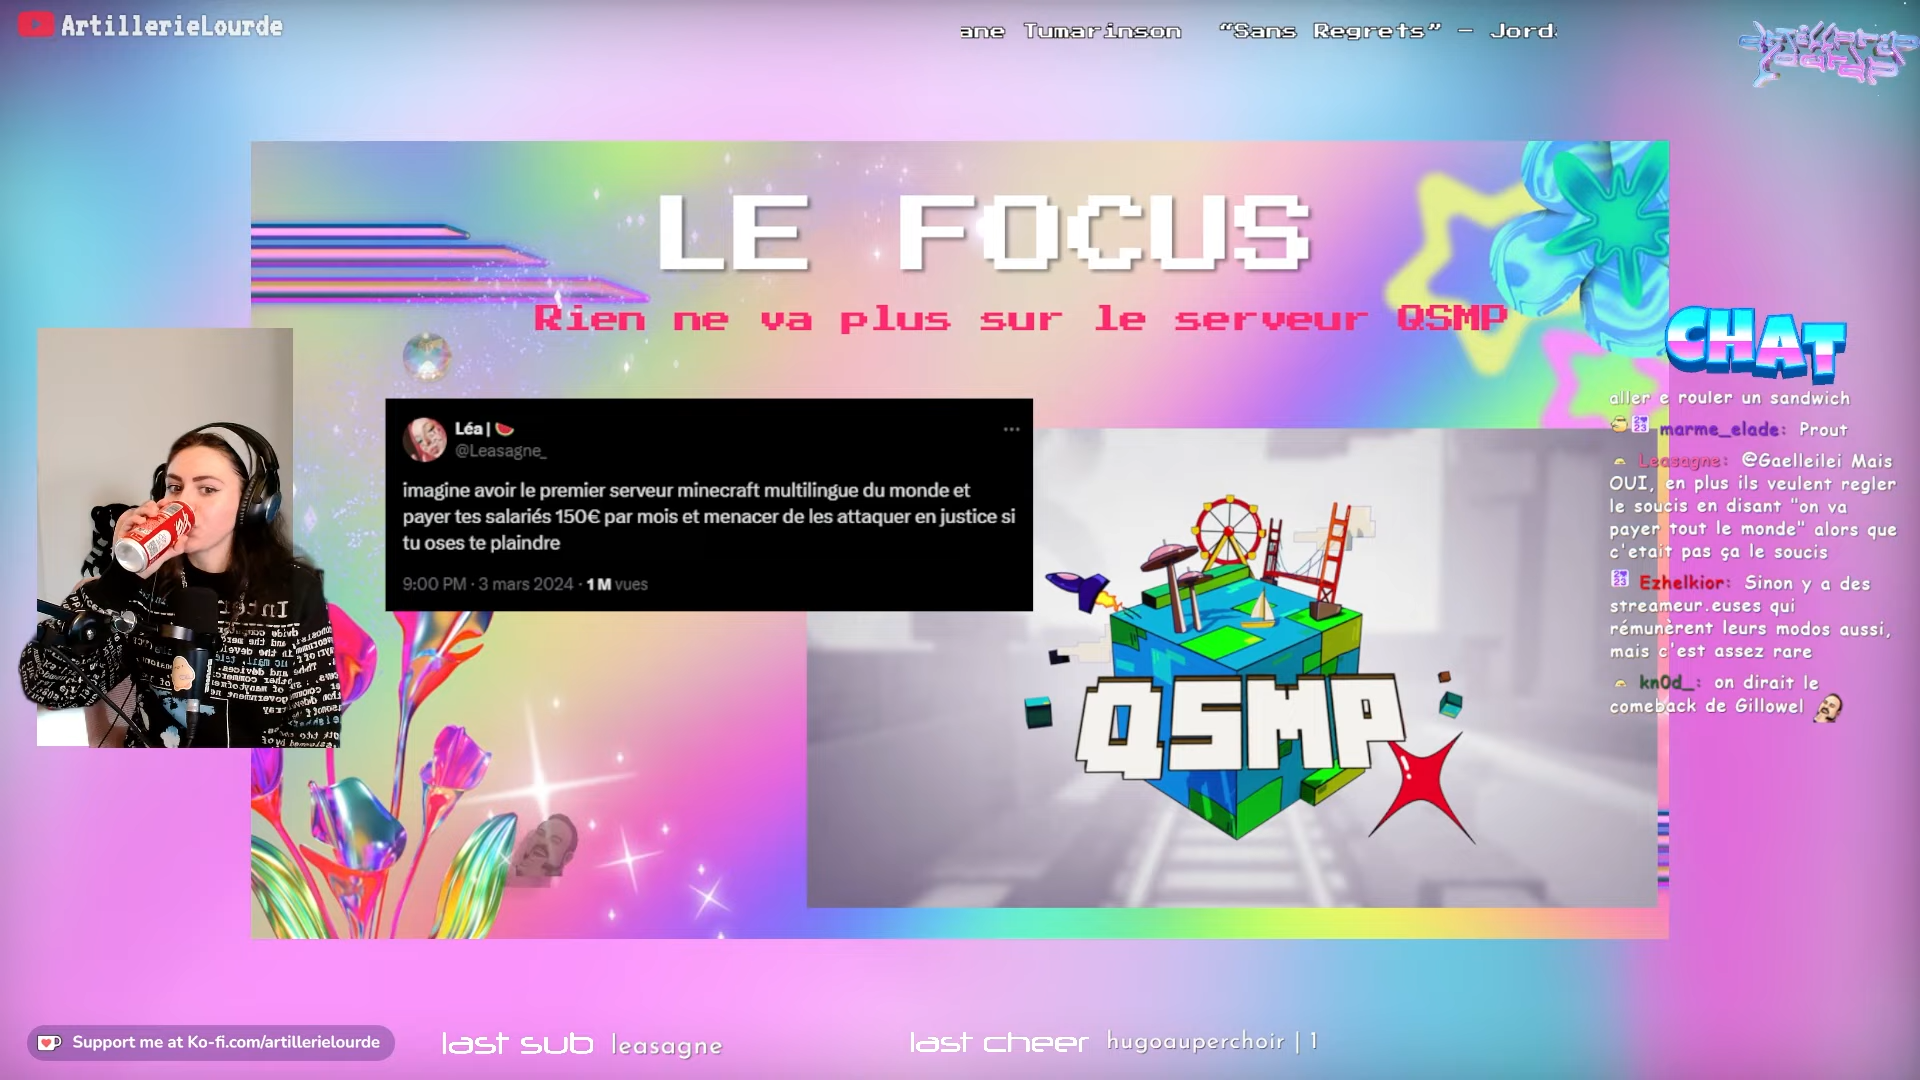 ArtillerieLourde
ane Tumarinson “Sans Regrets” – Jord
LE FOCUS
Rien ne va plus sur le serveur QSMP
Léa | 🍉
@Leasagne_
imagine avoir le premier serveur minecraft multilingue du monde et
payer tes salariés 150€ par mois et menacer de les attaquer en justice si
tu oses te plaindre
9:00 PM · 3 mars 2024 · 1 M vues
QSMP
CHAT
aller e rouler un sandwich
marme_elade: Prout
Leasagne: @Gaelleilei Mais
OUI, en plus ils veulent regler
le soucis en disant "on va
payer tout le monde" alors que
c'etait pas ça le soucis
Ezhelkior: Sinon y a des
streameur.euses qui
rémunèrent leurs modos aussi,
mais c'est assez rare
kn0d_: on dirait le
comeback de Gillowel
Support me at Ko-fi.com/artillerielourde
last sub leasagne
last cheer hugoauperchoir | 1